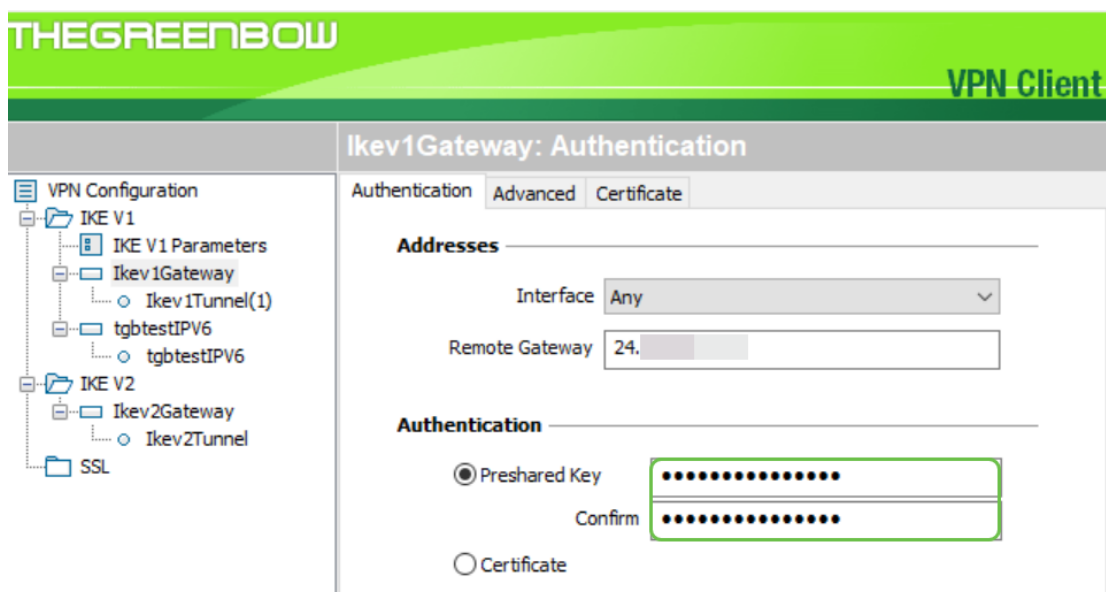 THEGREENBOW
VPN Client
Ikev1Gateway: Authentication
VPN Configuration
IKE V1
IKE V1 Parameters
Ikev1Gateway
Ikev1Tunnel(1)
tgbtestIPV6
tgbtestIPV6
IKE V2
Ikev2Gateway
Ikev2Tunnel
SSL
Authentication Advanced Certificate
Addresses
Interface Any
Remote Gateway 24.
Authentication
Preshared Key •••••••••••••••
Confirm •••••••••••••••
Certificate